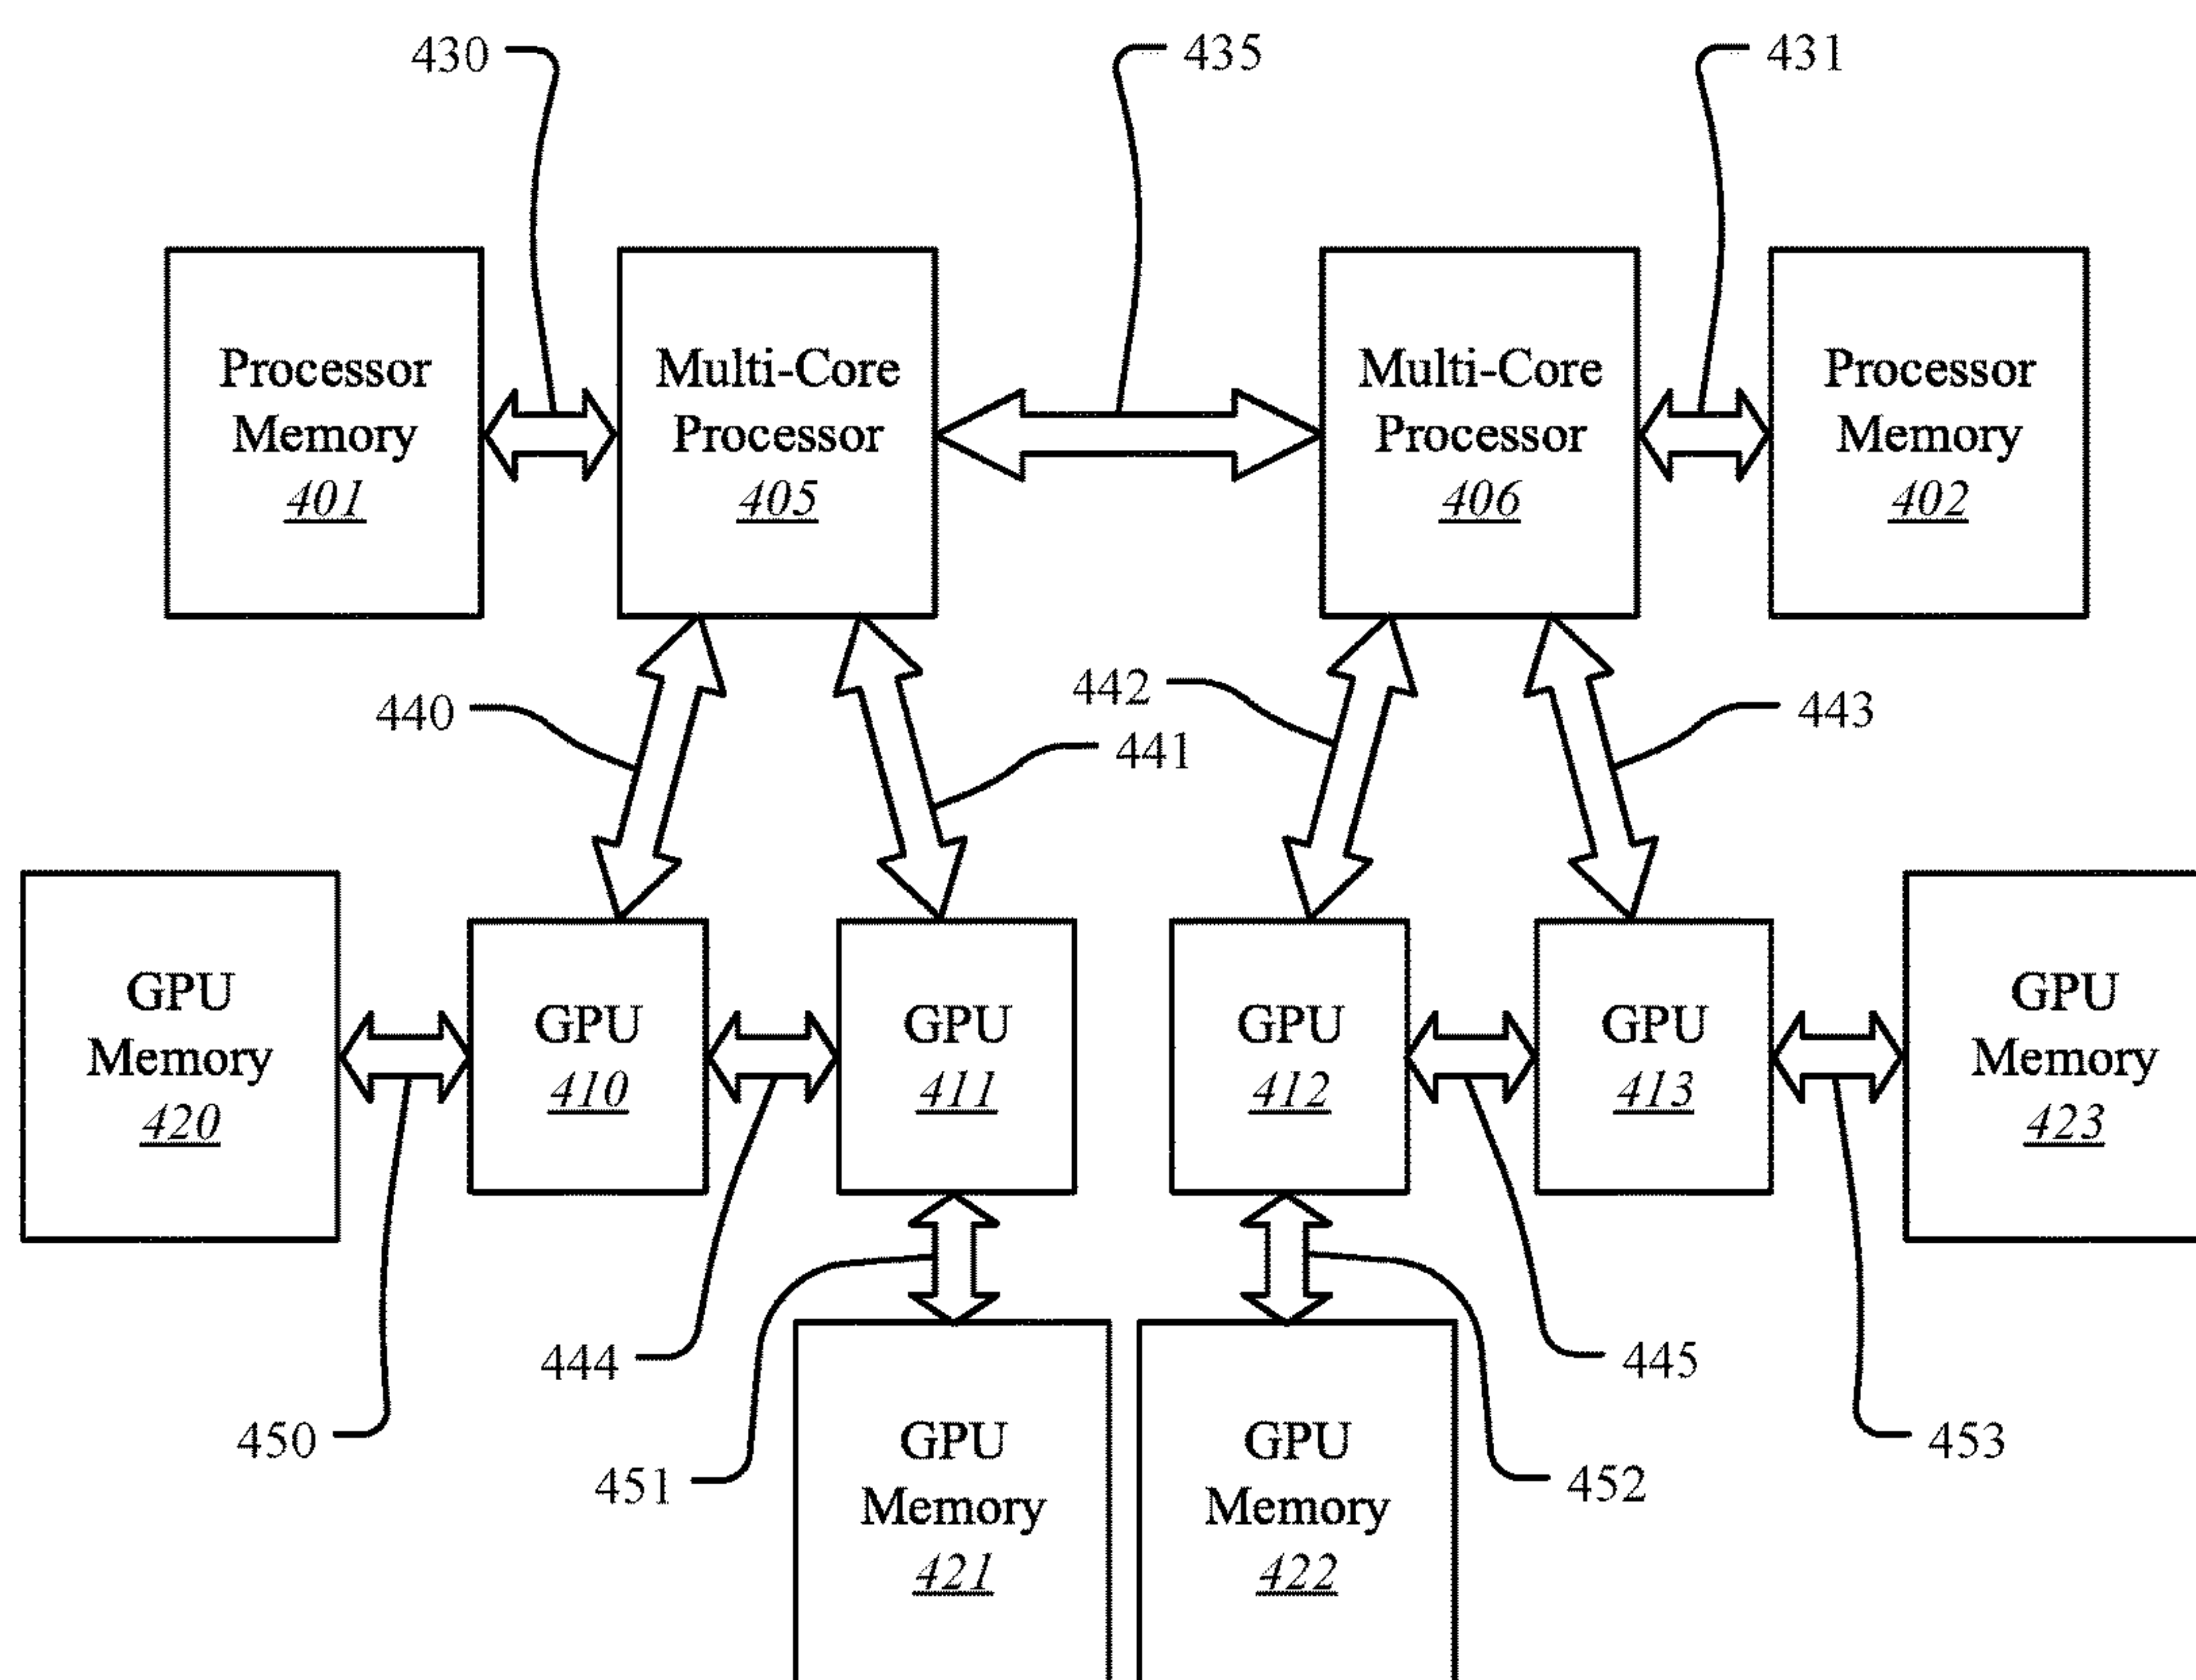 430
435
431
Processor
Memory
401
Multi-Core
Processor
405
Multi-Core
Processor
406
Processor
Memory
402
440
441
442
443
GPU
Memory
420
GPU
410
GPU
411
GPU
412
GPU
413
GPU
Memory
423
444
445
450
451
452
453
GPU
Memory
421
GPU
Memory
422